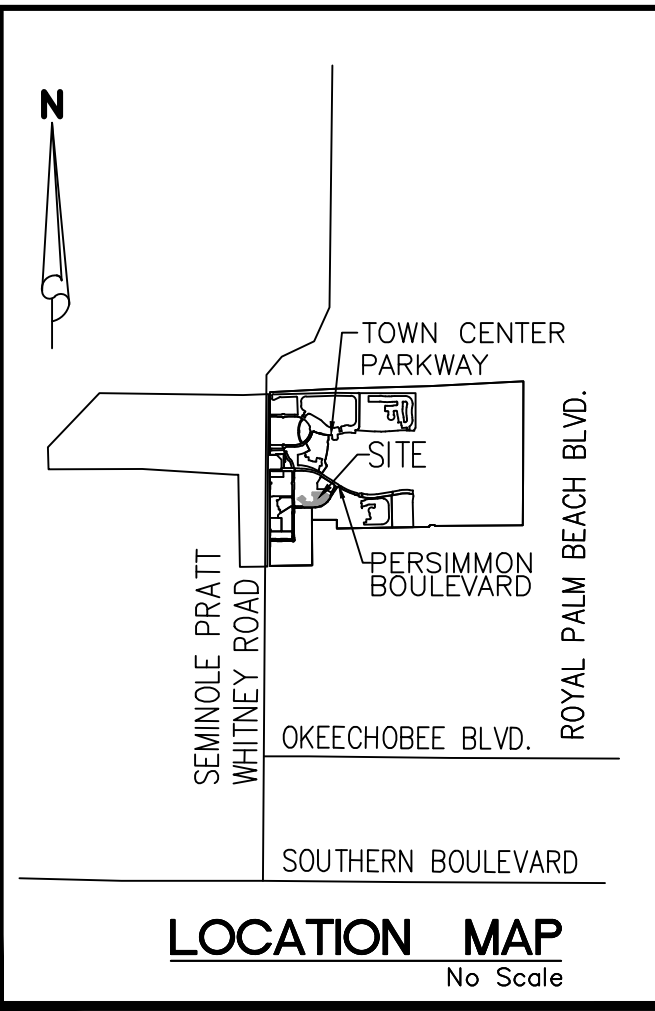 N
TOWN CENTER
PARKWAY
SITE
PERSIMMON
BOULEVARD
ROYAL PALM BEACH BLVD.
SEMINOLE PRATT
WHITNEY ROAD
OKEECHOBEE BLVD.
SOUTHERN BOULEVARD
LOCATION MAP
No Scale